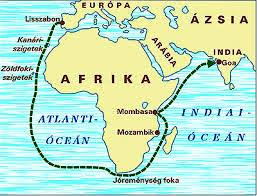 EURÓPA
ÁZSIA
Lisszabon
Kanári-
szigetek
ARÁBIA
INDIA
Goa
Zöldfoki-
szigetek
AFRIKA
Mombasa
ATLANTI-
ÓCEÁN
INDIAI-
ÓCEÁN
Mozambik
Jóreménység foka